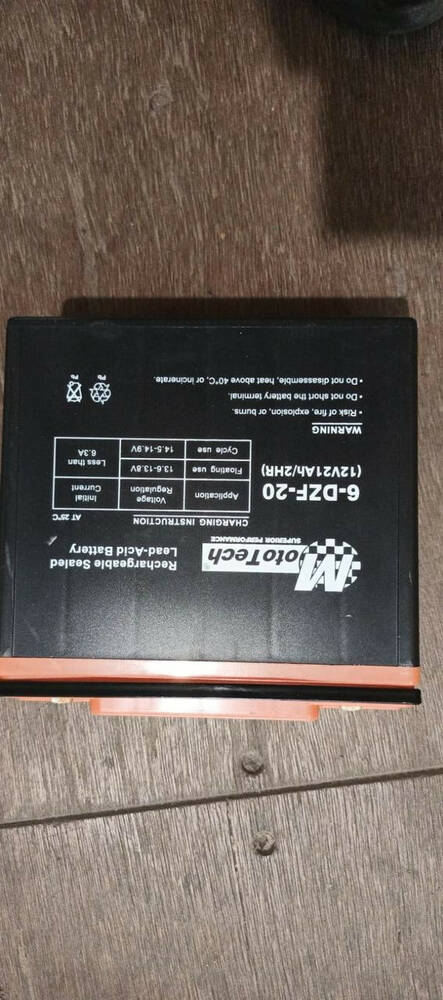 MotoTech
SUPERIOR PERFORMANCE
Rechargeable Sealed
Lead-Acid Battery
6-DZF-20
(12V21Ah/2HR)
CHARGING INSTRUCTION AT 25°C
Application Voltage Regulation Initial Current
Floating use 13.6-13.8V Less than 6.3A
Cycle use 14.5-14.9V
WARNING
• Risk of fire, explosion, or burns.
• Do not short the battery terminal.
• Do not disassemble, heat above 40°C, or incinerate.
Pb Pb